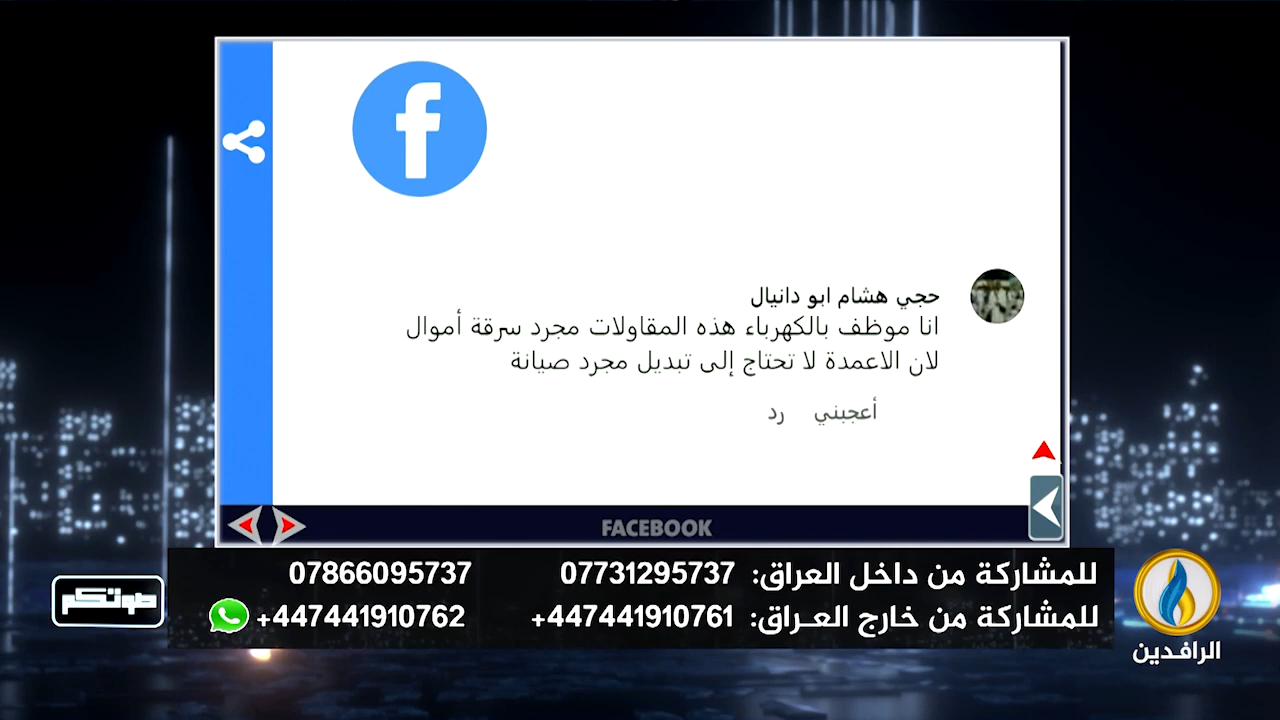 f
حجي هشام ابو دانيال
انا موظف بالكهرباء هذه المقاولات مجرد سرقة أموال
لان الاعمدة لا تحتاج إلى تبديل مجرد صيانة
أعجبني رد
FACEBOOK
للمشاركة من داخل العراق: 07731295737 07866095737
للمشاركة من خارج العـراق: +447441910761 +447441910762
صوتكم
الرافدين